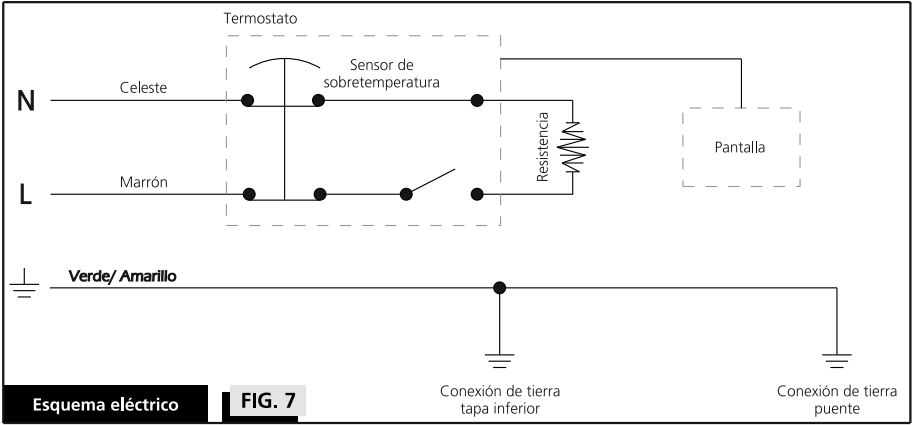 Termostato
Sensor de
sobretemperatura
N
Celeste
Resistencia
Pantalla
L
Marrón
Verde/ Amarillo
Conexión de tierra
tapa inferior
Conexión de tierra
puente
Esquema eléctrico
FIG. 7